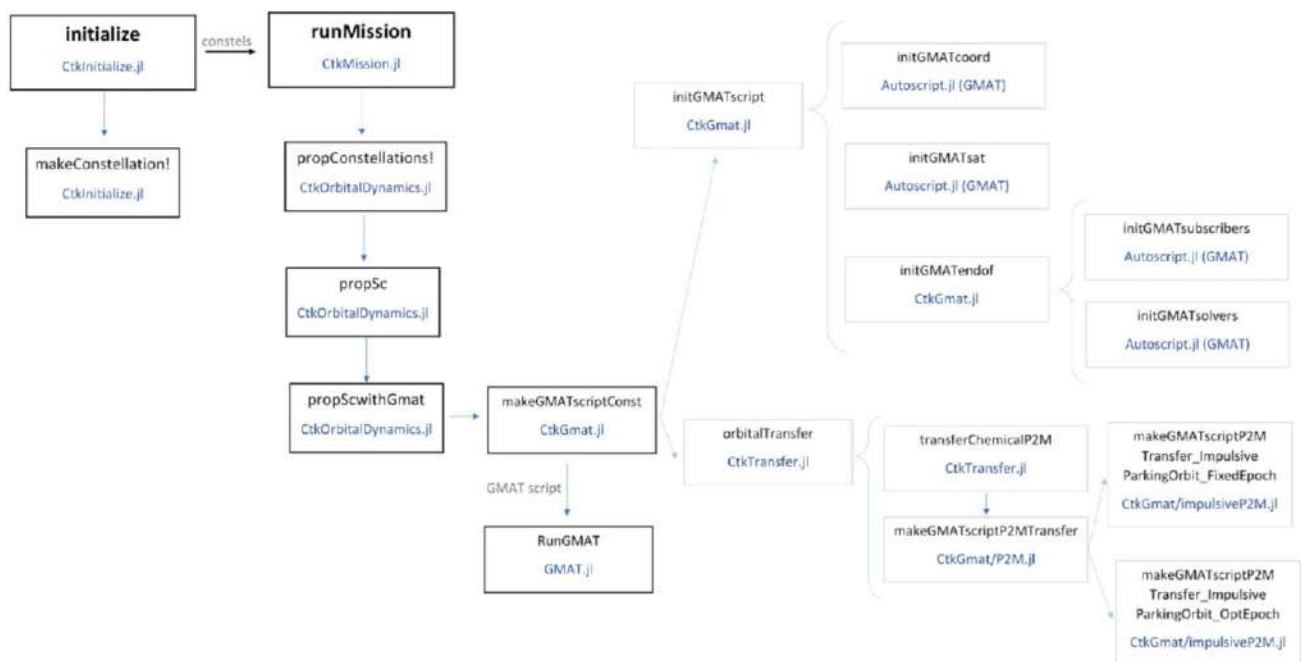 initialize
CtkInitialize.jl
constels
runMission
CtkMission.jl
makeConstellation!
CtkInitialize.jl
propConstellations!
CtkOrbitalDynamics.jl
propSc
CtkOrbitalDynamics.jl
propScwithGmat
CtkOrbitalDynamics.jl
makeGMATscriptConst
CtkGmat.jl
GMAT script
RunGMAT
GMAT.jl
initGMATscript
CtkGmat.jl
initGMATcoord
Autoscript.jl (GMAT)
initGMATsat
Autoscript.jl (GMAT)
initGMATendof
CtkGmat.jl
initGMATsubscribers
Autoscript.jl (GMAT)
initGMATsolvers
Autoscript.jl (GMAT)
orbitalTransfer
CtkTransfer.jl
transferChemicalP2M
CtkTransfer.jl
makeGMATscriptP2MTransfer
CtkGmat/P2M.jl
makeGMATscriptP2M
Transfer_Impulsive
ParkingOrbit_FixedEpoch
CtkGmat/impulsiveP2M.jl
makeGMATscriptP2M
Transfer_Impulsive
ParkingOrbit_OptEpoch
CtkGmat/impulsiveP2M.jl